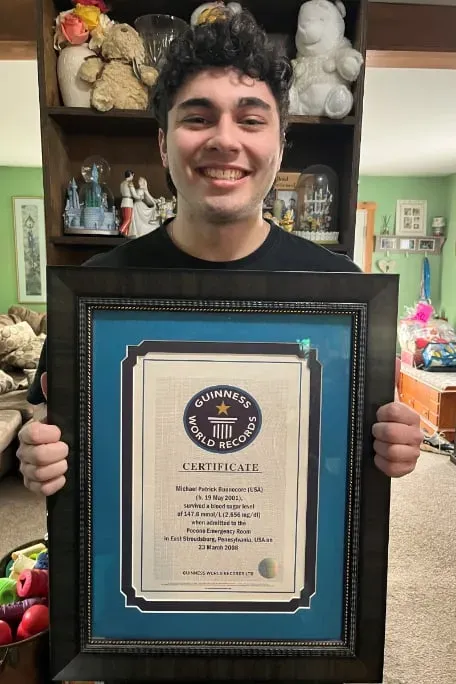 GUINNESS
WORLD RECORDS
CERTIFICATE
Michael Patrick Buonocore (USA)
(b. 19 May 2001),
survived a blood sugar level
of 147.6 mmol/L (2,656 mg/dl)
when admitted to the
Pocono Emergency Room
in East Stroudsburg, Pennsylvania, USA on
23 March 2008
GUINNESS WORLD RECORDS LTD